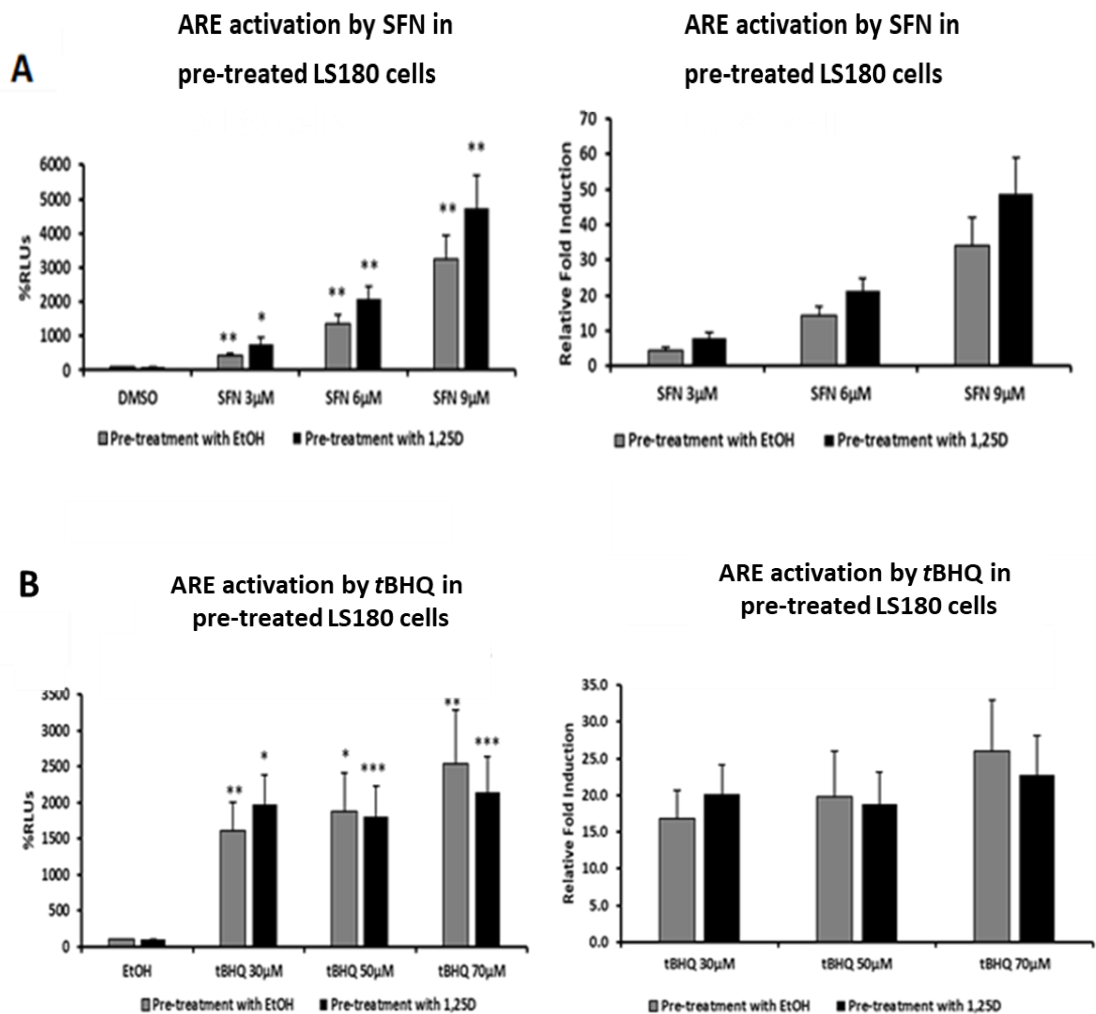 A
ARE activation by SFN in
pre-treated LS180 cells
%RLUs
6000
5000
4000
3000
2000
1000
0
** * ** ** ** **
DMSO SFN 3μM SFN 6μM SFN 9μM
Pre-treatment with EtOH Pre-treatment with 1,25D
ARE activation by SFN in
pre-treated LS180 cells
Relative Fold Induction
70
60
50
40
30
20
10
0
SFN 3μM SFN 6μM SFN 9μM
Pre-treatment with EtOH Pre-treatment with 1,25D
B
ARE activation by tBHQ in
pre-treated LS180 cells
%RLUs
3500
3000
2500
2000
1500
1000
500
0
** * * *** ** ***
EtOH tBHQ 30μM tBHQ 50μM tBHQ 70μM
Pre-treatment with EtOH Pre-treatment with 1,25D
ARE activation by tBHQ in
pre-treated LS180 cells
Relative Fold Induction
35.0
30.0
25.0
20.0
15.0
10.0
5.0
0.0
tBHQ 30μM tBHQ 50μM tBHQ 70μM
Pre-treatment with EtOH Pre-treatment with 1,25D